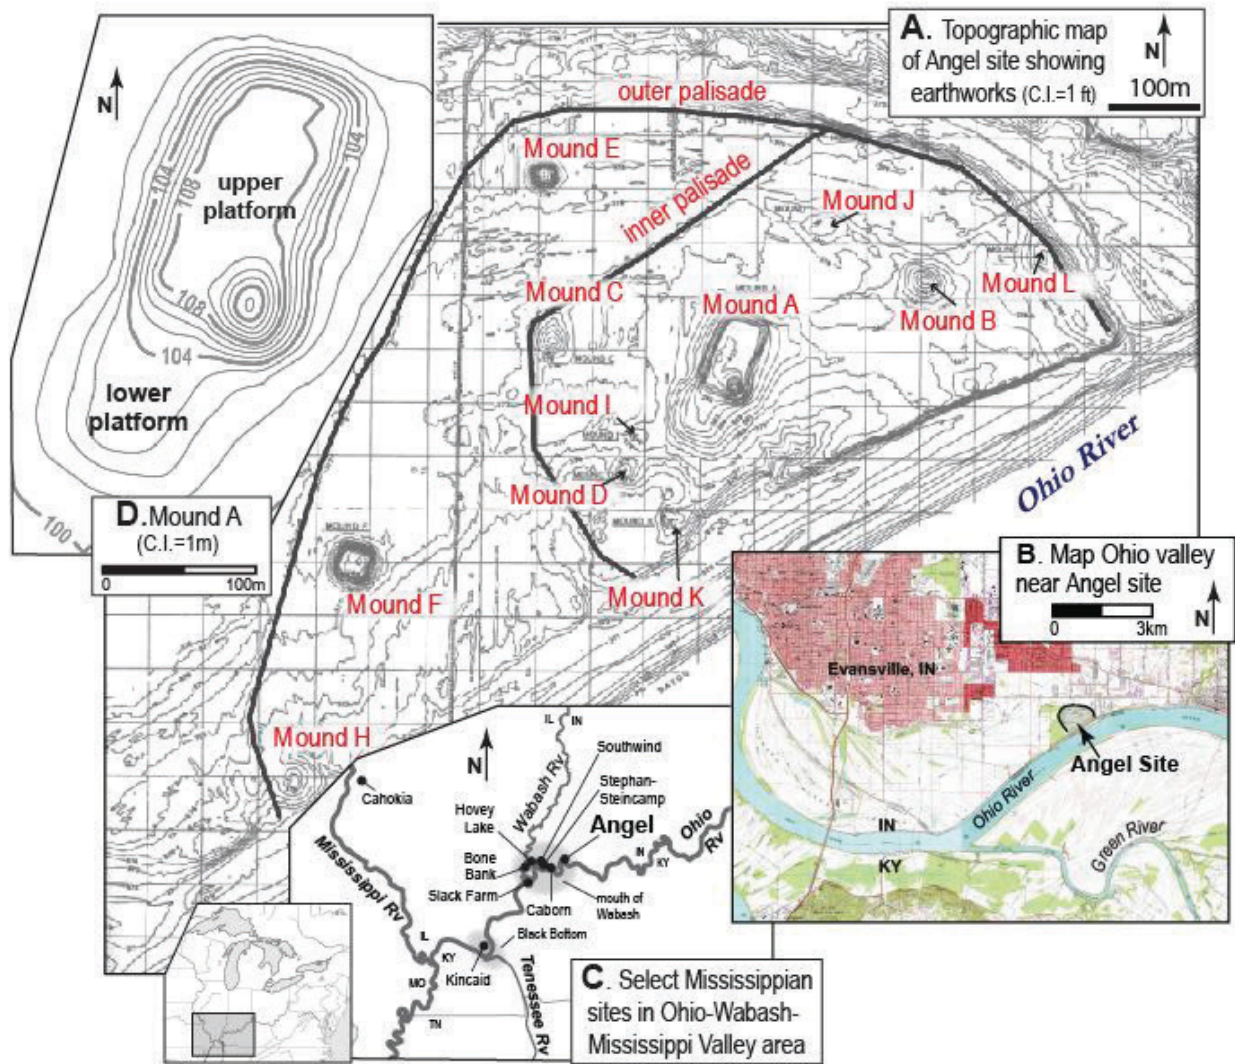 A. Topographic map
of Angel site showing
earthworks (C.I.=1 ft)
N
100m
outer palisade
inner palisade
Mound E
Mound J
Mound L
Mound B
Mound C
Mound A
MOUND A
MOUND C
Mound I
Mound D
Mound K
Mound F
MOUND F
Mound H
Ohio River
BAYOU
N
104
104
108
upper
platform
108
104
lower
platform
100
D. Mound A
(C.I.=1m)
0
100m
B. Map Ohio valley
near Angel site
N
0
3km
Evansville, IN
Angel Site
Ohio River
IN
KY
Green River
N
IL
IN
Wabash Rv
Southwind
Stephan-
Steincamp
Cahokia
Hovey
Lake
Angel
Ohio
Rv
IN
KY
Bone
Bank
Slack Farm
mouth of
Wabash
Caborn
Mississippi Rv
IL
KY
Black Bottom
Kincaid
MO
TN
Tenessee Rv
C. Select Mississippian
sites in Ohio-Wabash-
Mississippi Valley area